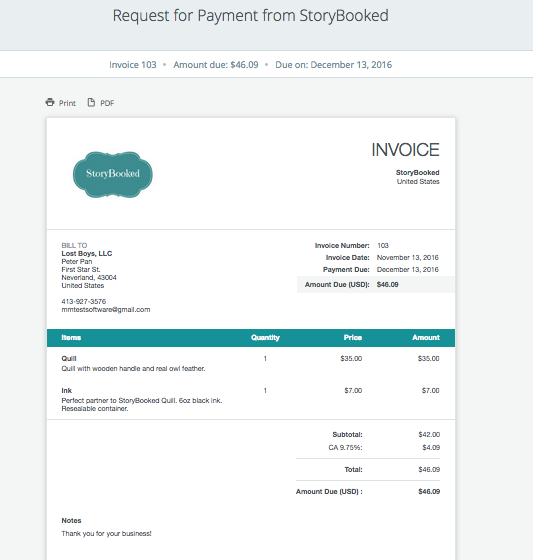 Request for Payment from StoryBooked
Invoice 103 • Amount due: $46.09 • Due on: December 13, 2016
Print PDF
StoryBooked
INVOICE
StoryBooked
United States
BILL TO
Lost Boys, LLC
Peter Pan
First Star St.
Neverland, 43004
United States
413-927-3576
mmtestsoftware@gmail.com
Invoice Number: 103
Invoice Date: November 13, 2016
Payment Due: December 13, 2016
Amount Due (USD): $46.09
Items Quantity Price Amount
Quill 1 $35.00 $35.00
Quill with wooden handle and real owl feather.
Ink 1 $7.00 $7.00
Perfect partner to StoryBooked Quill. 6oz black ink.
Resealable container.
Subtotal: $42.00
CA 9.75%: $4.09
Total: $46.09
Amount Due (USD) : $46.09
Notes
Thank you for your business!